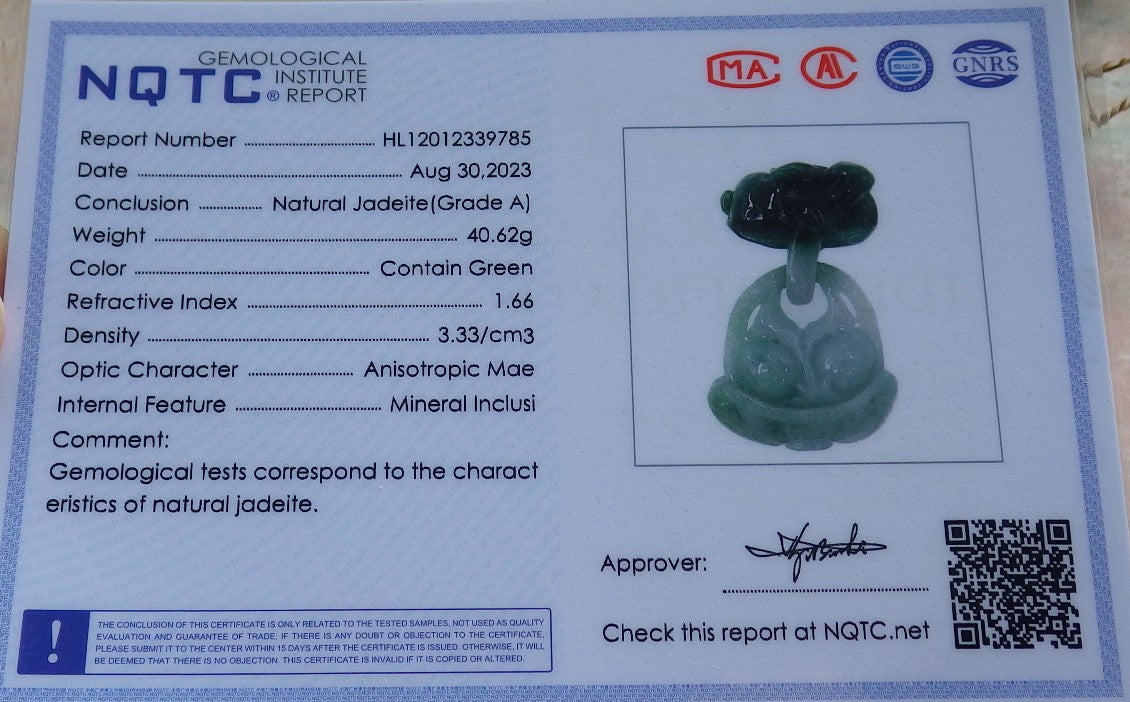 NQTC® GEMOLOGICAL INSTITUTE REPORT
MA
GNRS
Report Number HL12012339785
Date Aug 30,2023
Conclusion Natural Jadeite(Grade A)
Weight 40.62g
Color Contain Green
Refractive Index 1.66
Density 3.33/cm3
Optic Character Anisotropic Mae
Internal Feature Mineral Inclusi
Comment:
Gemological tests correspond to the charact
eristics of natural jadeite.
Approver:
Check this report at NQTC.net
!
THE CONCLUSION OF THIS CERTIFICATE IS ONLY RELATED TO THE TESTED SAMPLES, NOT USED AS QUALITY
EVALUATION AND GUARANTEE OF TRADE; IF THERE IS ANY DOUBT OR OBJECTION TO THE CERTIFICATE,
PLEASE SUBMIT IT TO THE CENTER WITHIN 15 DAYS AFTER THE CERTIFICATE IS ISSUED. OTHERWISE, IT WILL
BE DEEMED THAT THERE IS NO OBJECTION. THIS CERTIFICATE IS INVALID IF IT IS COPIED OR ALTERED.